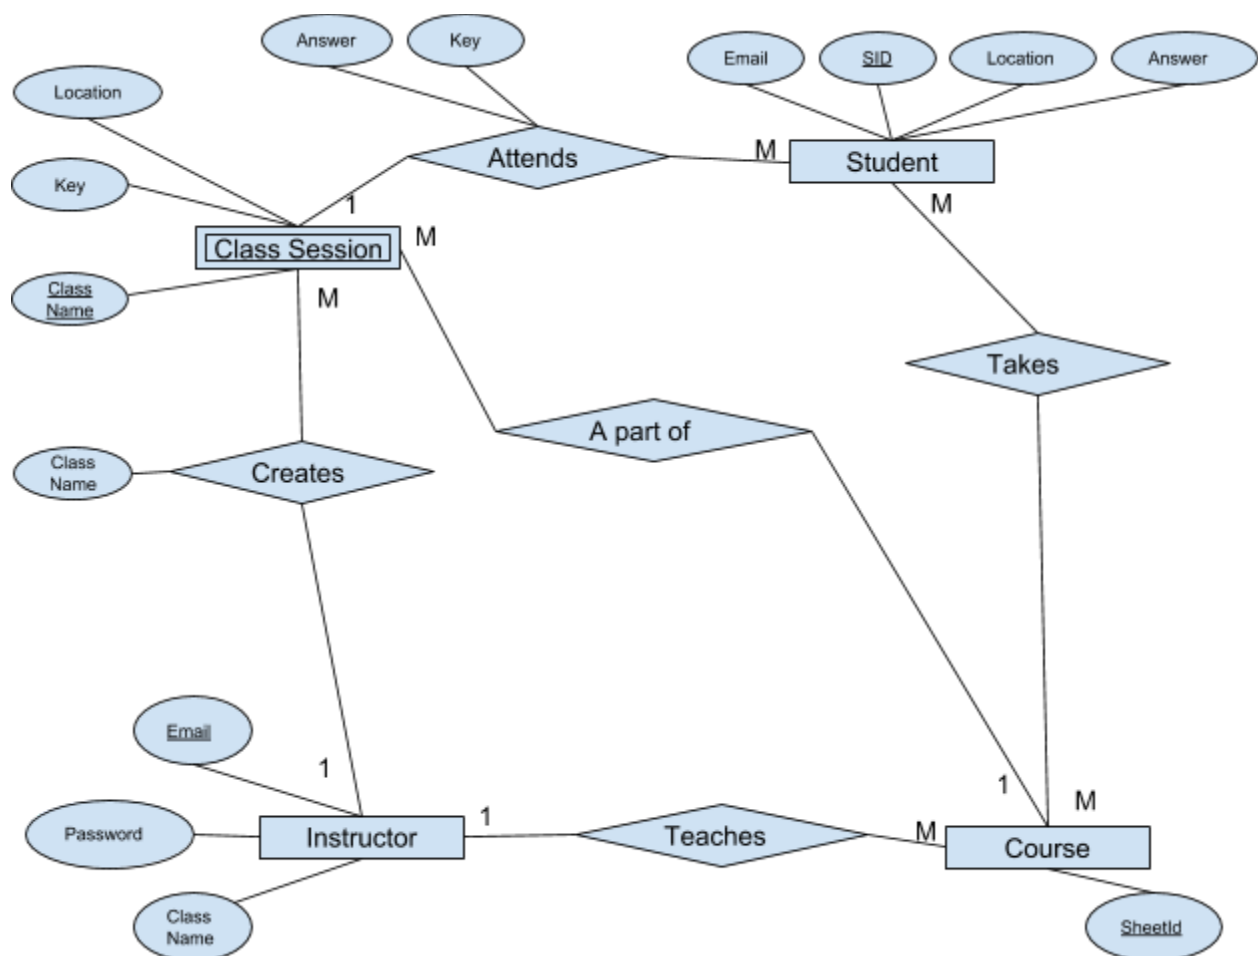 Answer
Key
Email
SID
Location
Answer
Location
Attends
M
Student
Key
1
M
M
Class Session
Class
Name
M
Takes
A part of
Class
Name
Creates
Email
1
1
M
1
M
Password
Instructor
Teaches
Course
Class
Name
SheetId